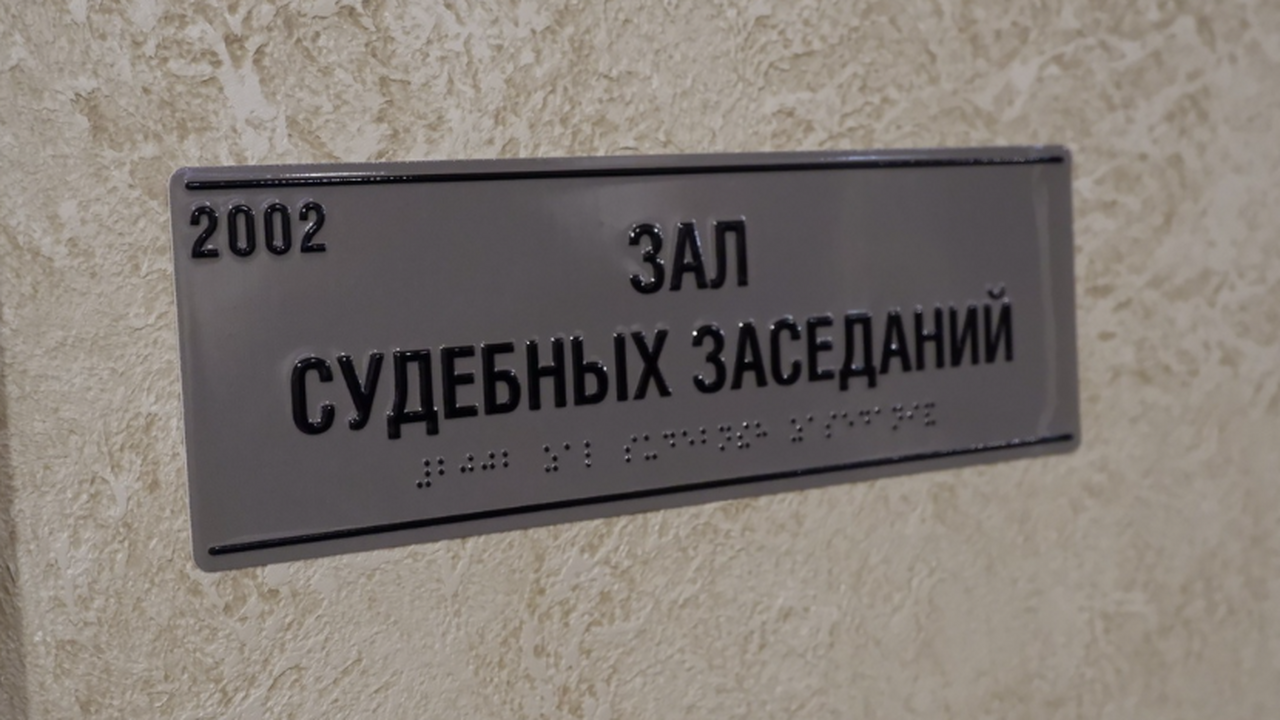 2002
ЗАЛ
СУДЕБНЫХ ЗАСЕДАНИЙ
⠼⠃⠚⠚⠃ ⠵⠁⠇ ⠎⠥⠙⠑⠃⠝⠮⠓ ⠵⠁⠎⠑⠙⠁⠝⠊⠯